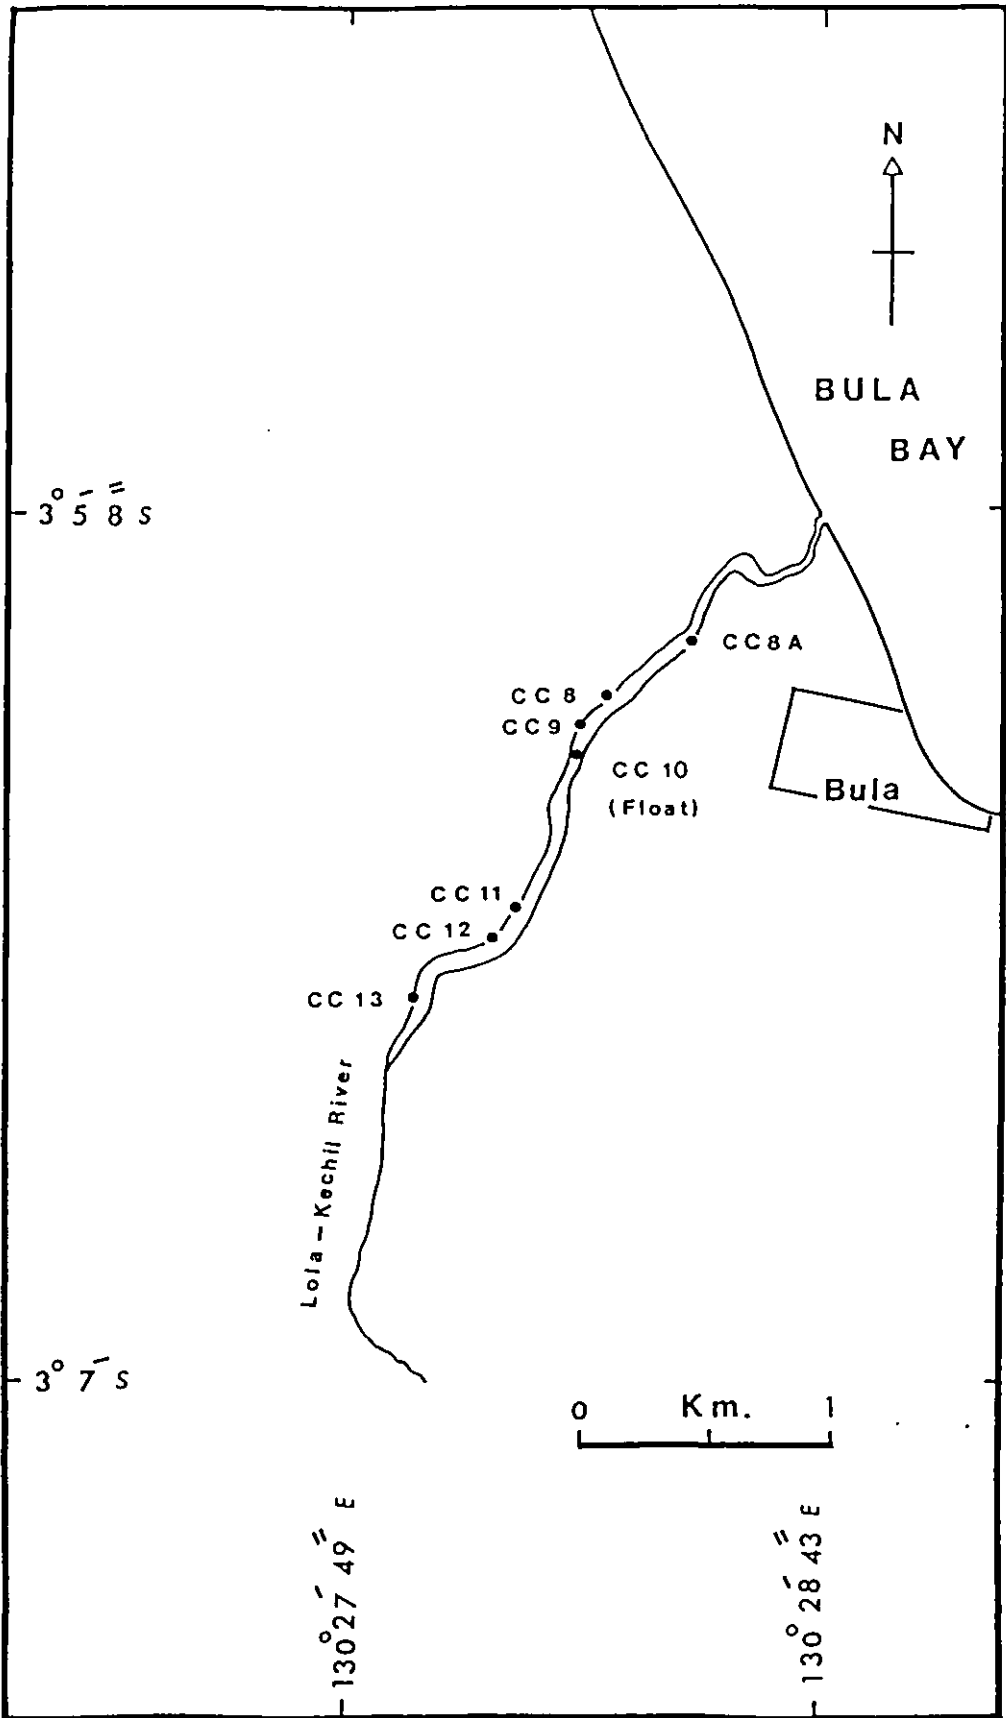 N
BULA
BAY
3° 5' 8" S
CC8A
CC 8
CC9
CC 10
(Float)
Bula
CC 11
CC 12
CC 13
Lola – Kechil River
3° 7' S
0 Km. 1
130° 27' 49" E
130° 28' 43" E